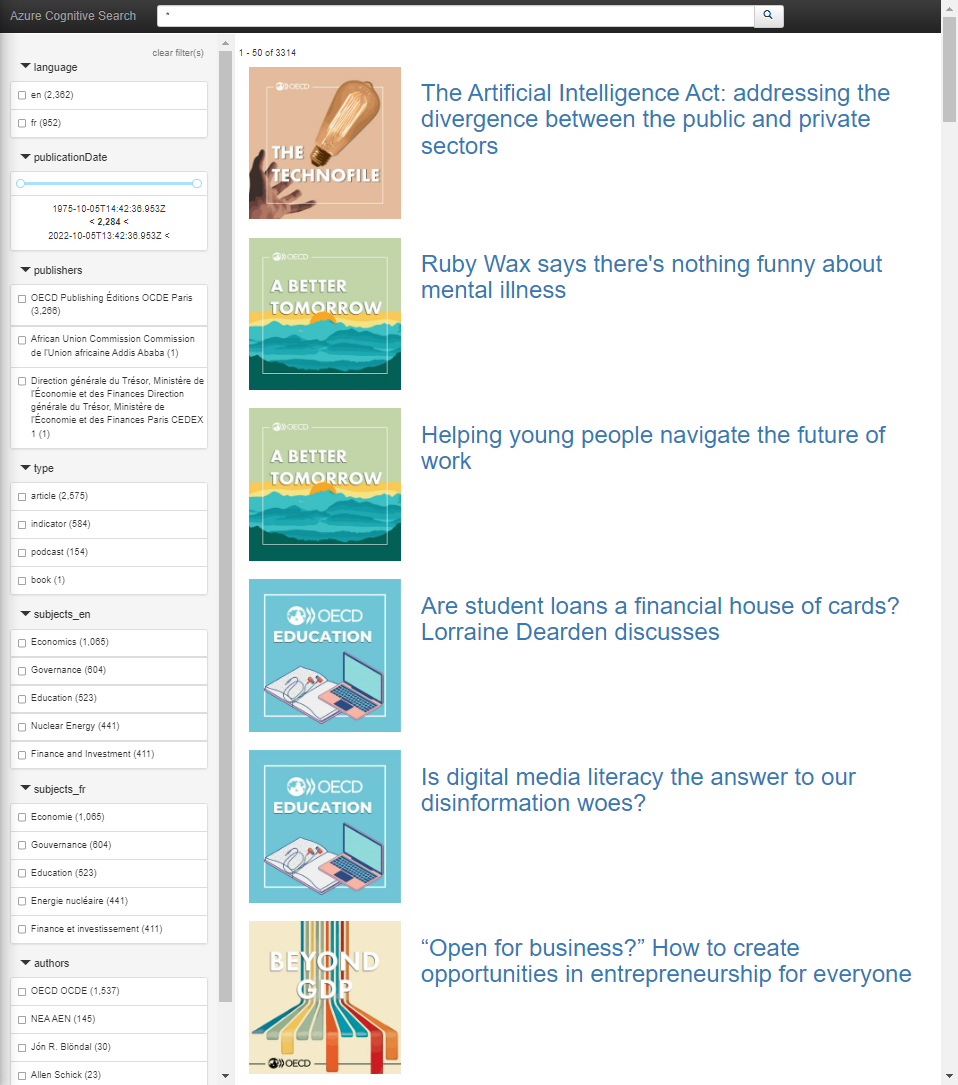 Azure Cognitive Search
*
clear filter(s)
language
en (2,362)
fr (952)
publicationDate
1975-10-05T14:42:36.953Z
< 2,284 <
2022-10-05T13:42:36.953Z <
publishers
OECD Publishing Éditions OCDE Paris
(3,266)
African Union Commission Commission
de l'Union africaine Addis Ababa (1)
Direction générale du Trésor, Ministère de
l'Économie et des Finances Direction
générale du Trésor, Ministère de
l'Économie et des Finances Paris CEDEX
1 (1)
type
article (2,575)
indicator (584)
podcast (154)
book (1)
subjects_en
Economics (1,065)
Governance (604)
Education (523)
Nuclear Energy (441)
Finance and Investment (411)
subjects_fr
Economie (1,065)
Gouvernance (604)
Education (523)
Energie nucléaire (441)
Finance et investissement (411)
authors
OECD OCDE (1,537)
NEA AEN (145)
Jón R. Blöndal (30)
Allen Schick (23)
1 - 50 of 3314
OECD
THE
TECHNOFILE
The Artificial Intelligence Act: addressing the
divergence between the public and private
sectors
OECD
A BETTER
TOMORROW
Ruby Wax says there's nothing funny about
mental illness
OECD
A BETTER
TOMORROW
Helping young people navigate the future of
work
OECD
EDUCATION
Are student loans a financial house of cards?
Lorraine Dearden discusses
OECD
EDUCATION
Is digital media literacy the answer to our
disinformation woes?
BEYOND
GDP
OECD
“Open for business?” How to create
opportunities in entrepreneurship for everyone